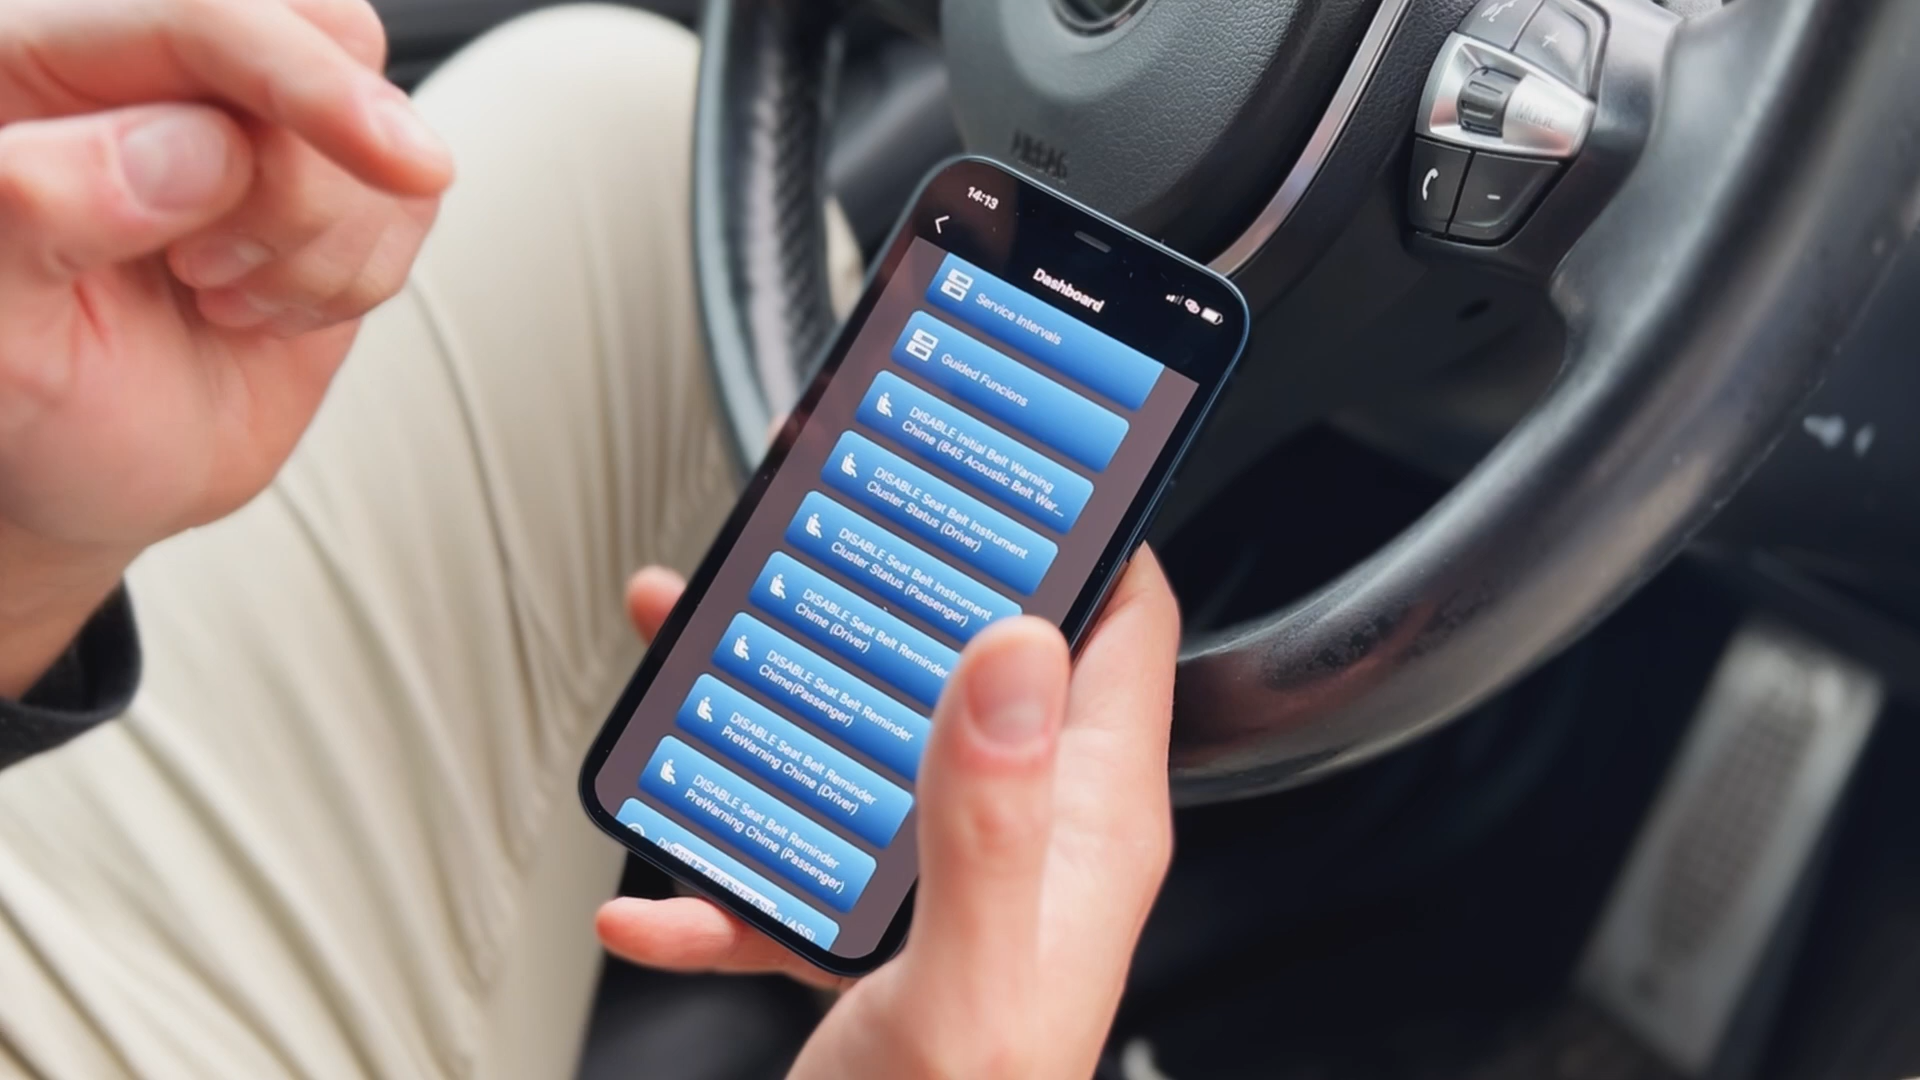 14:13
Dashboard
Service Intervals
Guided Funcions
DISABLE Initial Belt Warning
Chime (845 Acoustic Belt War...
DISABLE Seat Belt Instrument
Cluster Status (Driver)
DISABLE Seat Belt Instrument
Cluster Status (Passenger)
DISABLE Seat Belt Reminder
Chime (Driver)
DISABLE Seat Belt Reminder
Chime(Passenger)
DISABLE Seat Belt Reminder
PreWarning Chime (Driver)
DISABLE Seat Belt Reminder
PreWarning Chime (Passenger)
(ASS)
MODE
+
-